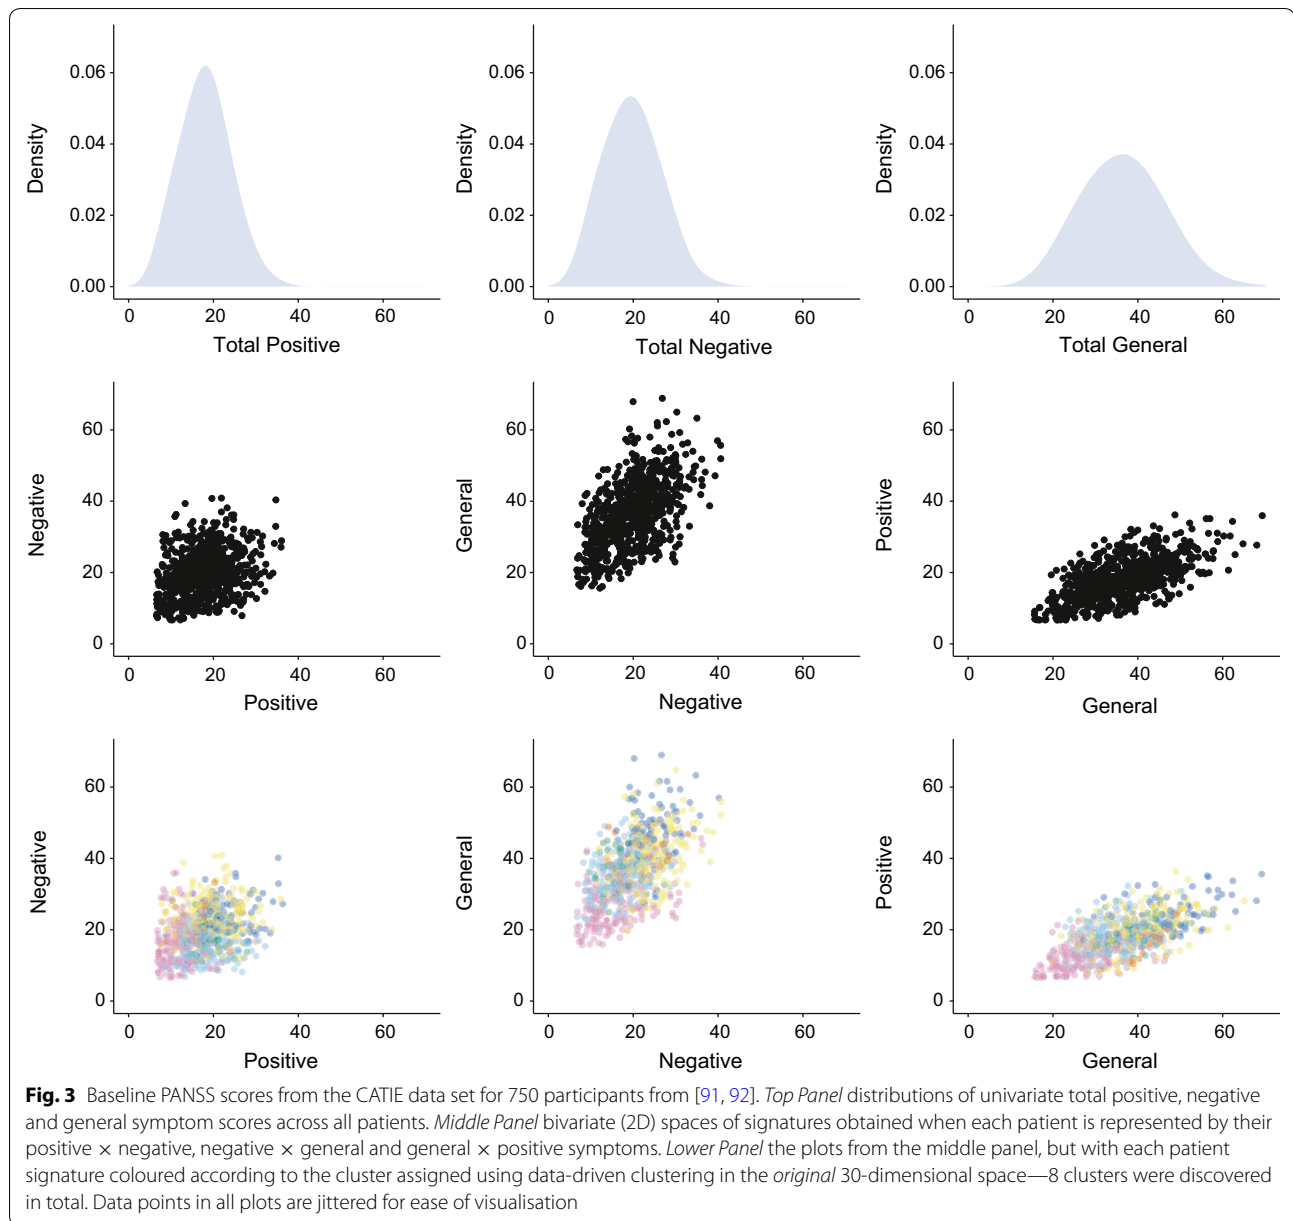 0.06
0.04
0.02
0.00
Density
0 20 40 60
Total Positive
0.06
0.04
0.02
0.00
Density
0 20 40 60
Total Negative
0.06
0.04
0.02
0.00
Density
0 20 40 60
Total General
60
40
20
0
Negative
0 20 40 60
Positive
60
40
20
0
General
0 20 40 60
Negative
60
40
20
0
Positive
0 20 40 60
General
60
40
20
0
Negative
0 20 40 60
Positive
60
40
20
0
General
0 20 40 60
Negative
60
40
20
0
Positive
0 20 40 60
General
Fig. 3 Baseline PANSS scores from the CATIE data set for 750 participants from [91, 92]. Top Panel distributions of univariate total positive, negative
and general symptom scores across all patients. Middle Panel bivariate (2D) spaces of signatures obtained when each patient is represented by their
positive × negative, negative × general and general × positive symptoms. Lower Panel the plots from the middle panel, but with each patient
signature coloured according to the cluster assigned using data-driven clustering in the original 30-dimensional space—8 clusters were discovered
in total. Data points in all plots are jittered for ease of visualisation